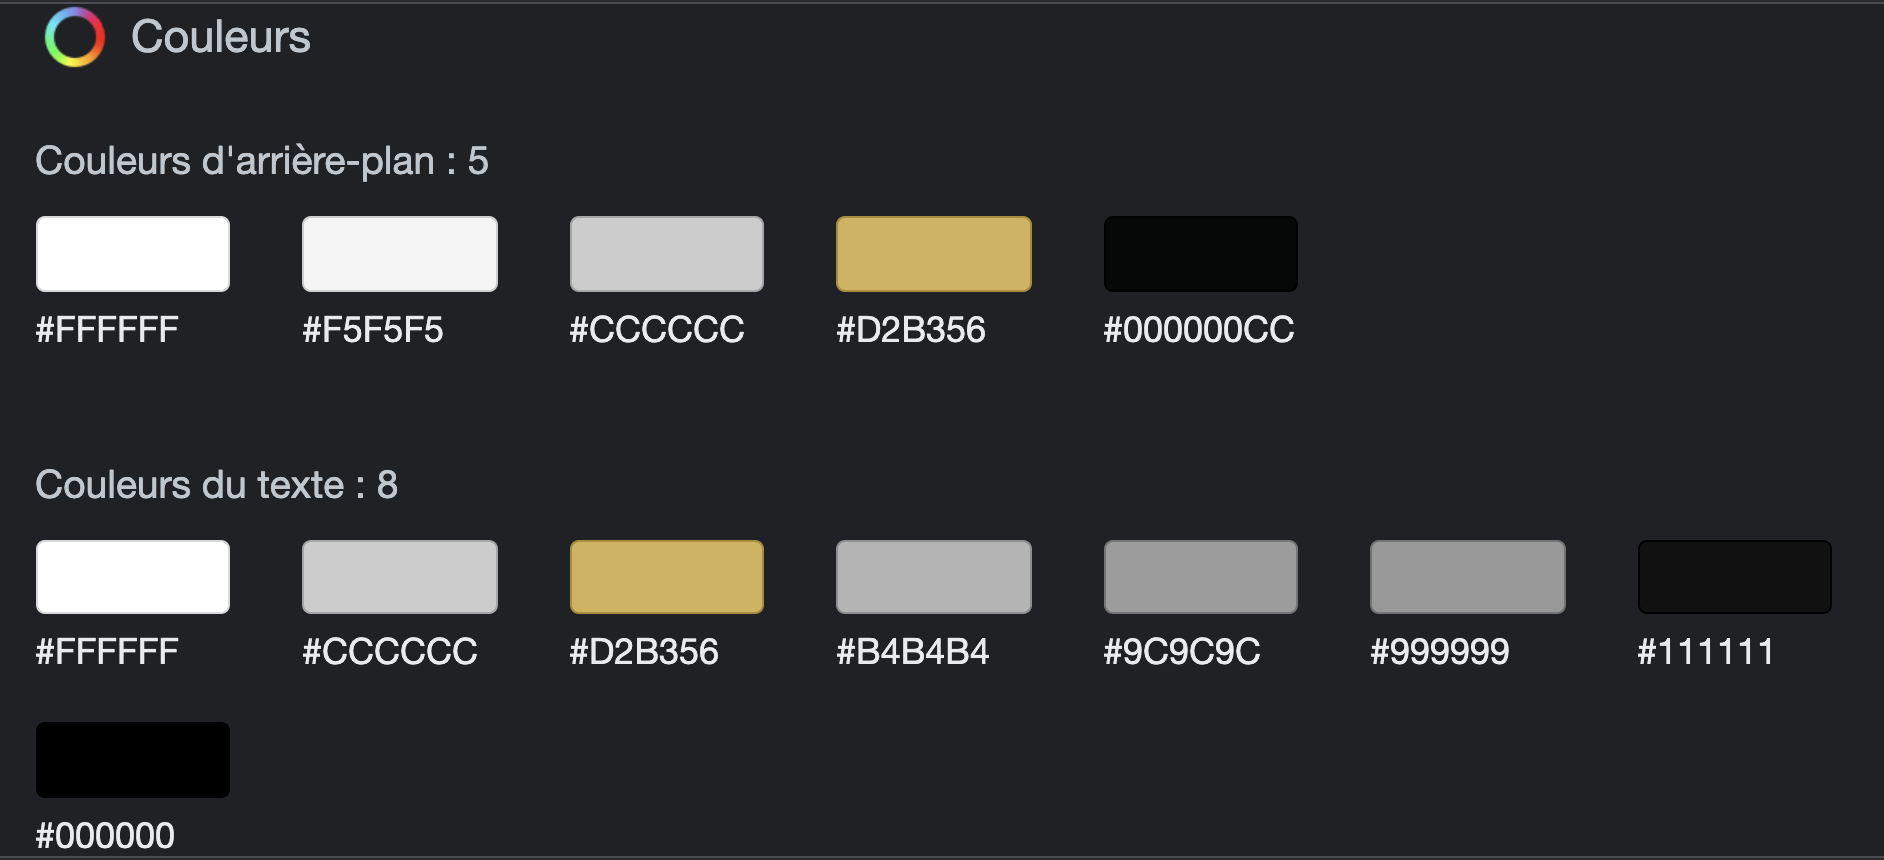 Couleurs
Couleurs d'arrière-plan : 5
#FFFFFF #F5F5F5 #CCCCCC #D2B356 #000000CC
Couleurs du texte : 8
#FFFFFF #CCCCCC #D2B356 #B4B4B4 #9C9C9C #999999 #111111
#000000